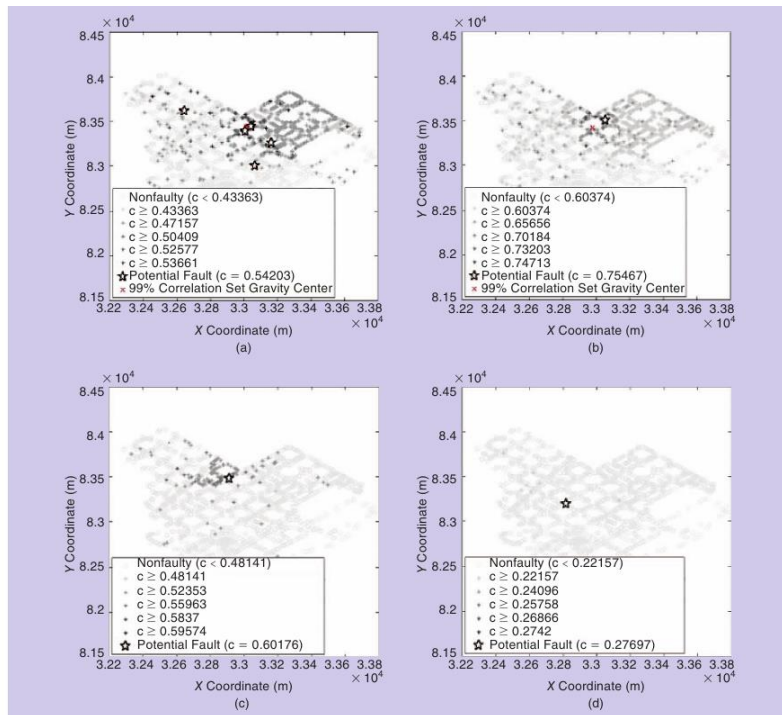 × 10⁴
8.45
8.4
8.35
8.3
8.25
8.2
8.15
Y Coordinate (m)
Nonfaulty (c < 0.43363)
c ≥ 0.43363
c ≥ 0.47157
c ≥ 0.50409
c ≥ 0.52577
c ≥ 0.53661
Potential Fault (c = 0.54203)
99% Correlation Set Gravity Center
3.22 3.24 3.26 3.28 3.3 3.32 3.34 3.36 3.38
× 10⁴
X Coordinate (m)
(a)
× 10⁴
8.45
8.4
8.35
8.3
8.25
8.2
8.15
Y Coordinate (m)
Nonfaulty (c < 0.60374)
c ≥ 0.60374
c ≥ 0.65656
c ≥ 0.70184
c ≥ 0.73203
c ≥ 0.74713
Potential Fault (c = 0.75467)
99% Correlation Set Gravity Center
3.22 3.24 3.26 3.28 3.3 3.32 3.34 3.36 3.38
× 10⁴
X Coordinate (m)
(b)
× 10⁴
8.45
8.4
8.35
8.3
8.25
8.2
8.15
Y Coordinate (m)
Nonfaulty (c < 0.48141)
c ≥ 0.48141
c ≥ 0.52353
c ≥ 0.55963
c ≥ 0.5837
c ≥ 0.59574
Potential Fault (c = 0.60176)
3.22 3.24 3.26 3.28 3.3 3.32 3.34 3.36 3.38
× 10⁴
X Coordinate (m)
(c)
× 10⁴
8.45
8.4
8.35
8.3
8.25
8.2
8.15
Y Coordinate (m)
Nonfaulty (c < 0.22157)
c ≥ 0.22157
c ≥ 0.24096
c ≥ 0.25758
c ≥ 0.26866
c ≥ 0.2742
Potential Fault (c = 0.27697)
3.22 3.24 3.26 3.28 3.3 3.32 3.34 3.36 3.38
× 10⁴
X Coordinate (m)
(d)